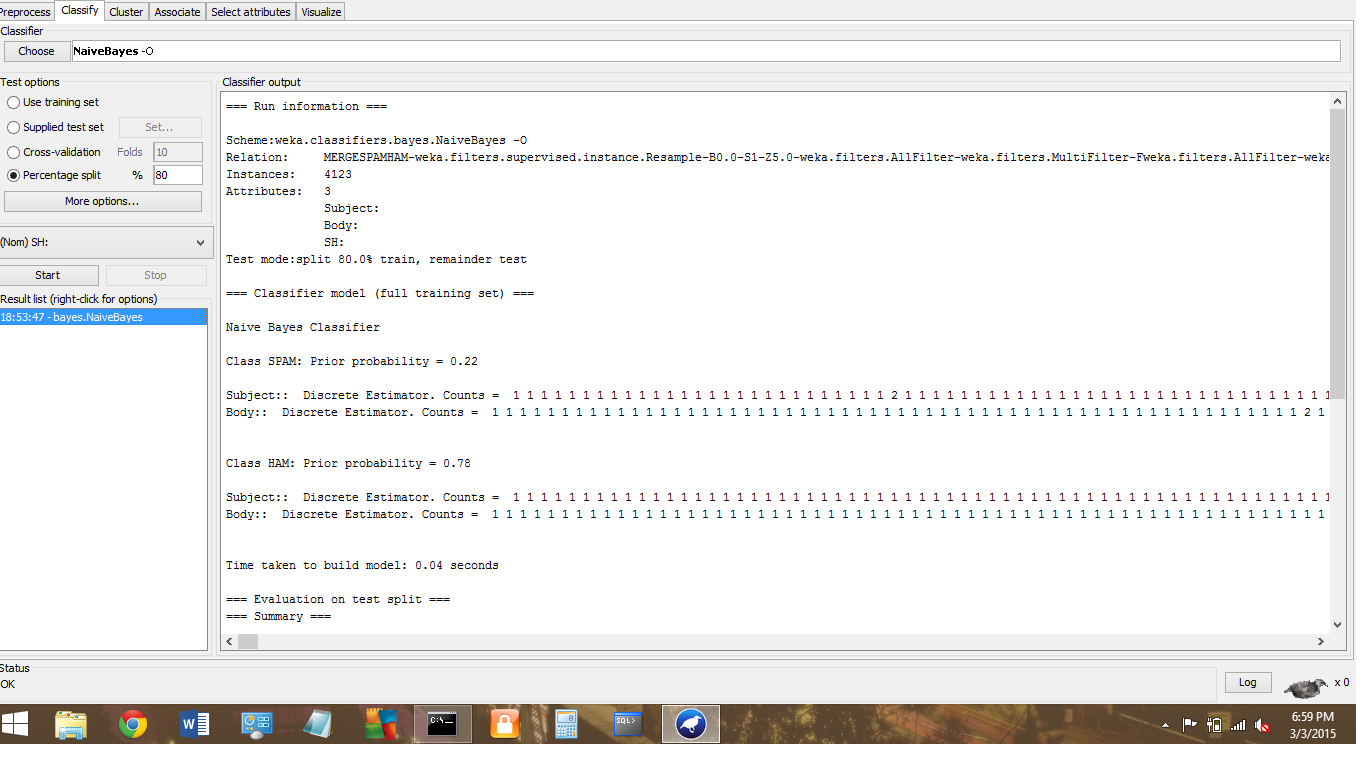 Preprocess Classify Cluster Associate Select attributes Visualize
Classifier
Choose NaiveBayes -O
Test options
Use training set
Supplied test set Set...
Cross-validation Folds 10
Percentage split % 80
More options...
(Nom) SH:
Start Stop
Result list (right-click for options)
18:53:47 - bayes.NaiveBayes
Classifier output
=== Run information ===
Scheme:weka.classifiers.bayes.NaiveBayes -O
Relation: MERGESPAMHAM-weka.filters.supervised.instance.Resample-B0.0-S1-Z5.0-weka.filters.AllFilter-weka.filters.MultiFilter-Fweka.filters.AllFilter-weka
Instances: 4123
Attributes: 3
Subject:
Body:
SH:
Test mode:split 80.0% train, remainder test
=== Classifier model (full training set) ===
Naive Bayes Classifier
Class SPAM: Prior probability = 0.22
Subject:: Discrete Estimator. Counts = 1 1 1 1 1 1 1 1 1 1 1 1 1 1 1 1 1 1 1 1 1 1 1 1 1 1 1 2 1 1 1 1 1 1 1 1 1 1 1 1 1 1 1 1 1 1 1 1 1 1 1 1 1 1 1 1 1 1 1
Body:: Discrete Estimator. Counts = 1 1 1 1 1 1 1 1 1 1 1 1 1 1 1 1 1 1 1 1 1 1 1 1 1 1 1 1 1 1 1 1 1 1 1 1 1 1 1 1 1 1 1 1 1 1 1 1 1 1 1 1 1 1 1 1 1 1 2 1
Class HAM: Prior probability = 0.78
Subject:: Discrete Estimator. Counts = 1 1 1 1 1 1 1 1 1 1 1 1 1 1 1 1 1 1 1 1 1 1 1 1 1 1 1 1 1 1 1 1 1 1 1 1 1 1 1 1 1 1 1 1 1 1 1 1 1 1 1 1 1 1 1 1 1 1 1
Body:: Discrete Estimator. Counts = 1 1 1 1 1 1 1 1 1 1 1 1 1 1 1 1 1 1 1 1 1 1 1 1 1 1 1 1 1 1 1 1 1 1 1 1 1 1 1 1 1 1 1 1 1 1 1 1 1 1 1 1 1 1 1 1 1 1 1 1
Time taken to build model: 0.04 seconds
=== Evaluation on test split ===
=== Summary ===
Status
OK
Log x 0
6:59 PM
3/3/2015